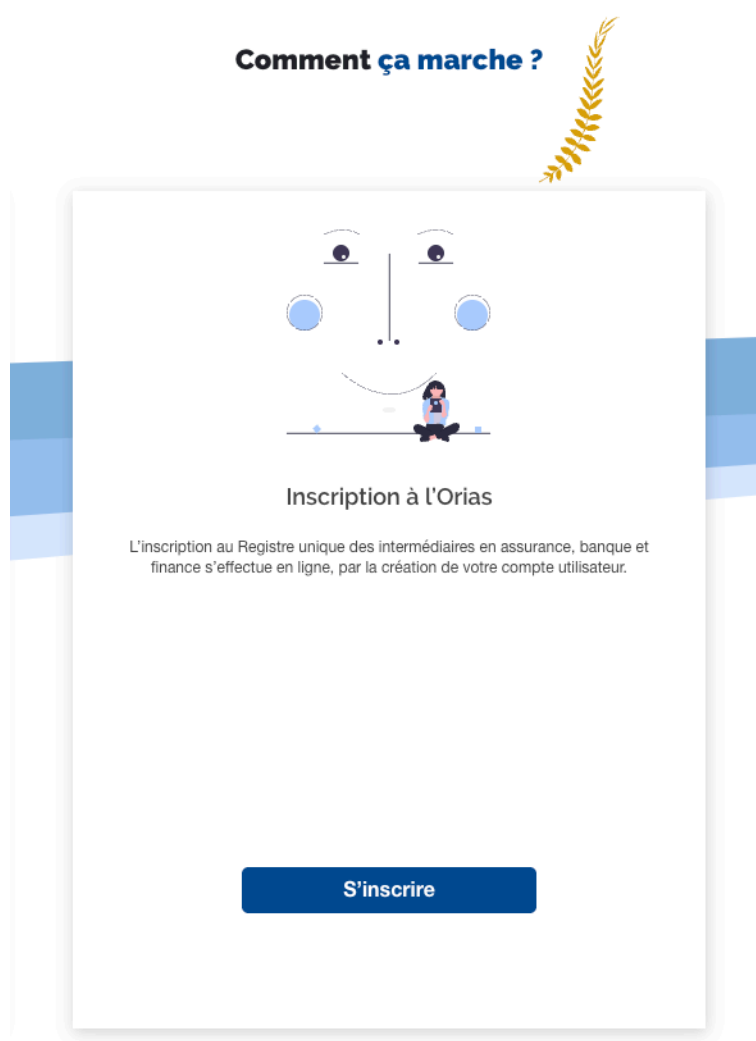 Comment ça marche ?
Inscription à l'Orias
L'inscription au Registre unique des intermédiaires en assurance, banque et
finance s'effectue en ligne, par la création de votre compte utilisateur.
S'inscrire